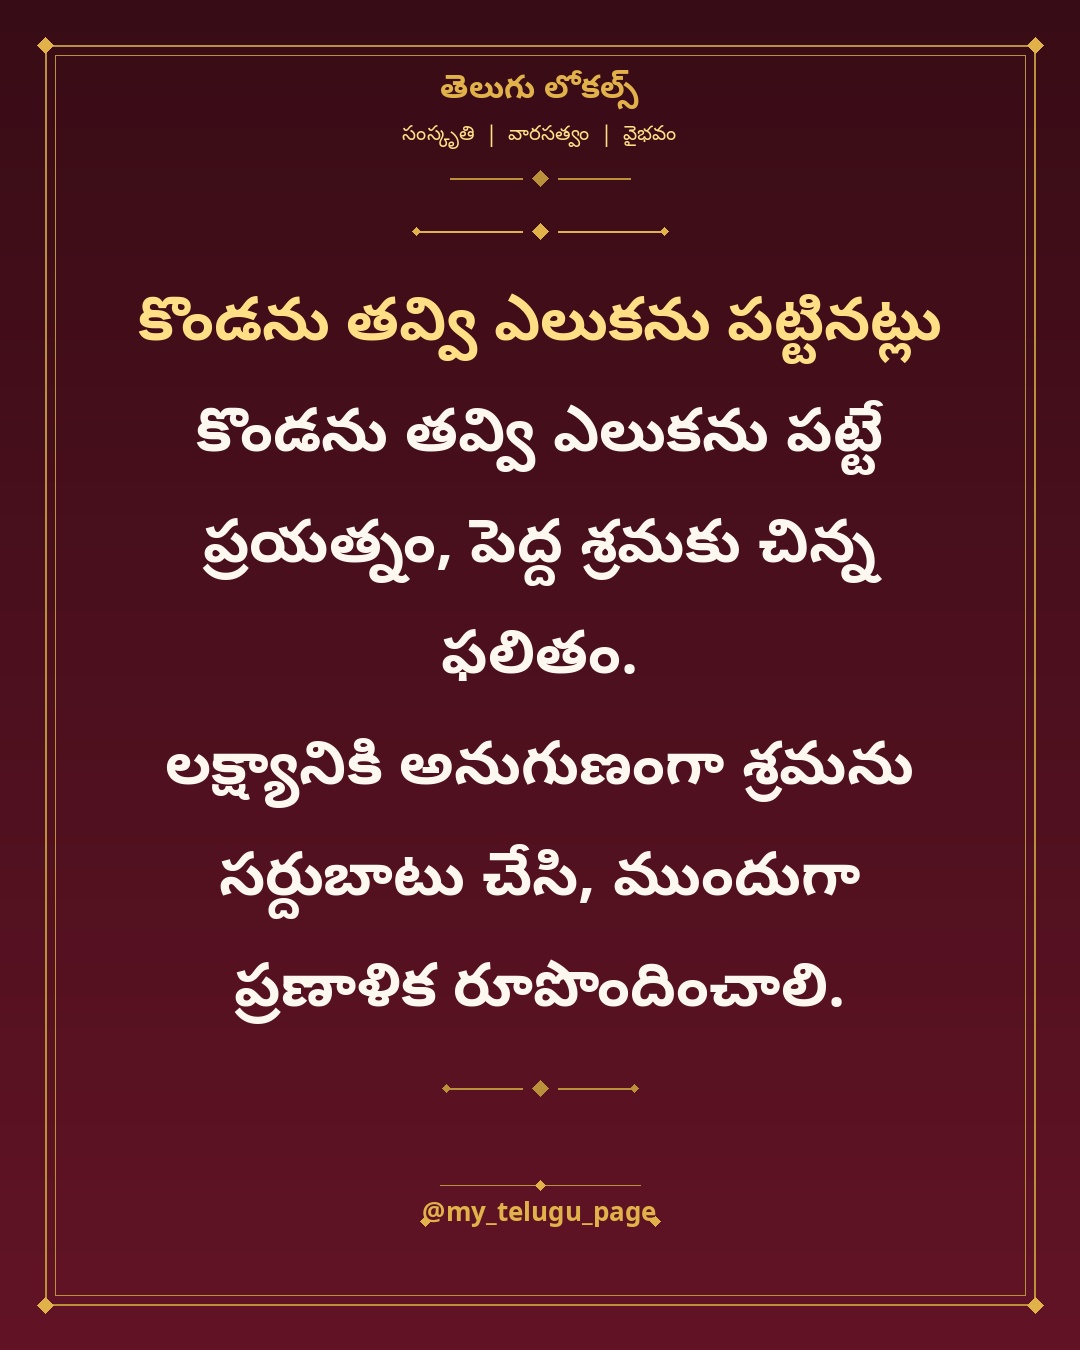 తెలుగు లోకల్స్
సంస్కృతి | వారసత్వం | వైభవం
కొండను తవ్వి ఎలుకను పట్టినట్లు
కొండను తవ్వి ఎలుకను పట్టే
ప్రయత్నం, పెద్ద శ్రమకు చిన్న
ఫలితం.
లక్ష్యానికి అనుగుణంగా శ్రమను
సర్దుబాటు చేసి, ముందుగా
ప్రణాళిక రూపొందించాలి.
@my_telugu_page